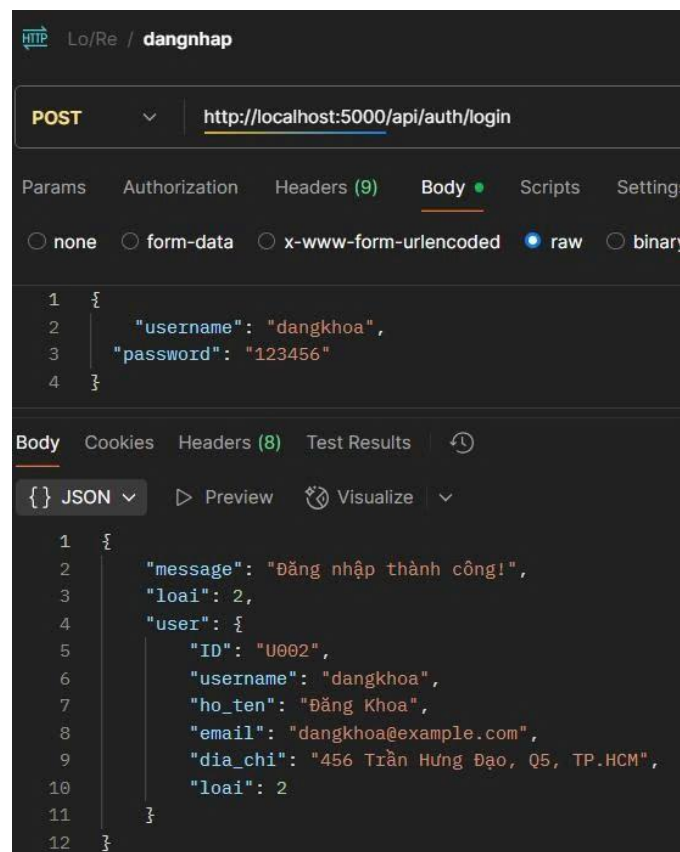 HTTP Lo/Re / dangnhap
POST http://localhost:5000/api/auth/login
Params Authorization Headers (9) Body Scripts Settings
none form-data x-www-form-urlencoded raw binary
1 {
2 "username": "dangkhoa",
3 "password": "123456"
4 }
Body Cookies Headers (8) Test Results
{} JSON Preview Visualize
1 {
2 "message": "Đăng nhập thành công!",
3 "loai": 2,
4 "user": {
5 "ID": "U002",
6 "username": "dangkhoa",
7 "ho_ten": "Đăng Khoa",
8 "email": "dangkhoa@example.com",
9 "dia_chi": "456 Trần Hưng Đạo, Q5, TP.HCM",
10 "loai": 2
11 }
12 }